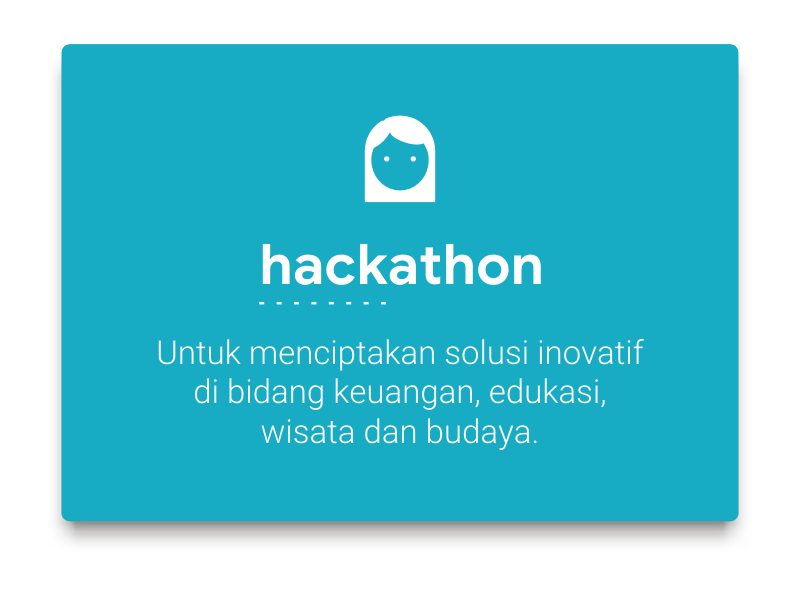 hackathon
Untuk menciptakan solusi inovatif
di bidang keuangan, edukasi,
wisata dan budaya.